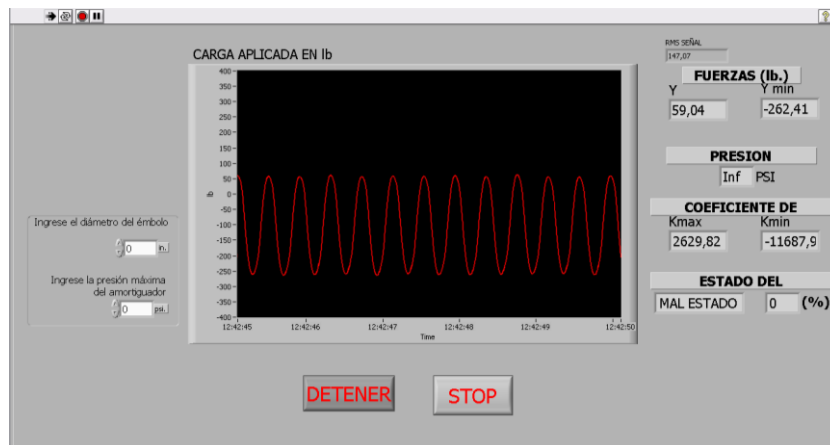 CARGA APLICADA EN lb
400
350
300
250
200
150
100
50
0
-50
-100
-150
-200
-250
-300
-350
-400
lb
12:42:45 12:42:46 12:42:47 12:42:48 12:42:49 12:42:50
Time
Ingrese el diámetro del émbolo
0 in.
Ingrese la presión máxima
del amortiguador
0 psi.
RMS SEÑAL
147,07
FUERZAS (lb.)
Y Y min
59,04 -262,41
PRESION
Inf PSI
COEFICIENTE DE
Kmax Kmin
2629,82 -11687,9
ESTADO DEL
MAL ESTADO 0 (%)
DETENER STOP